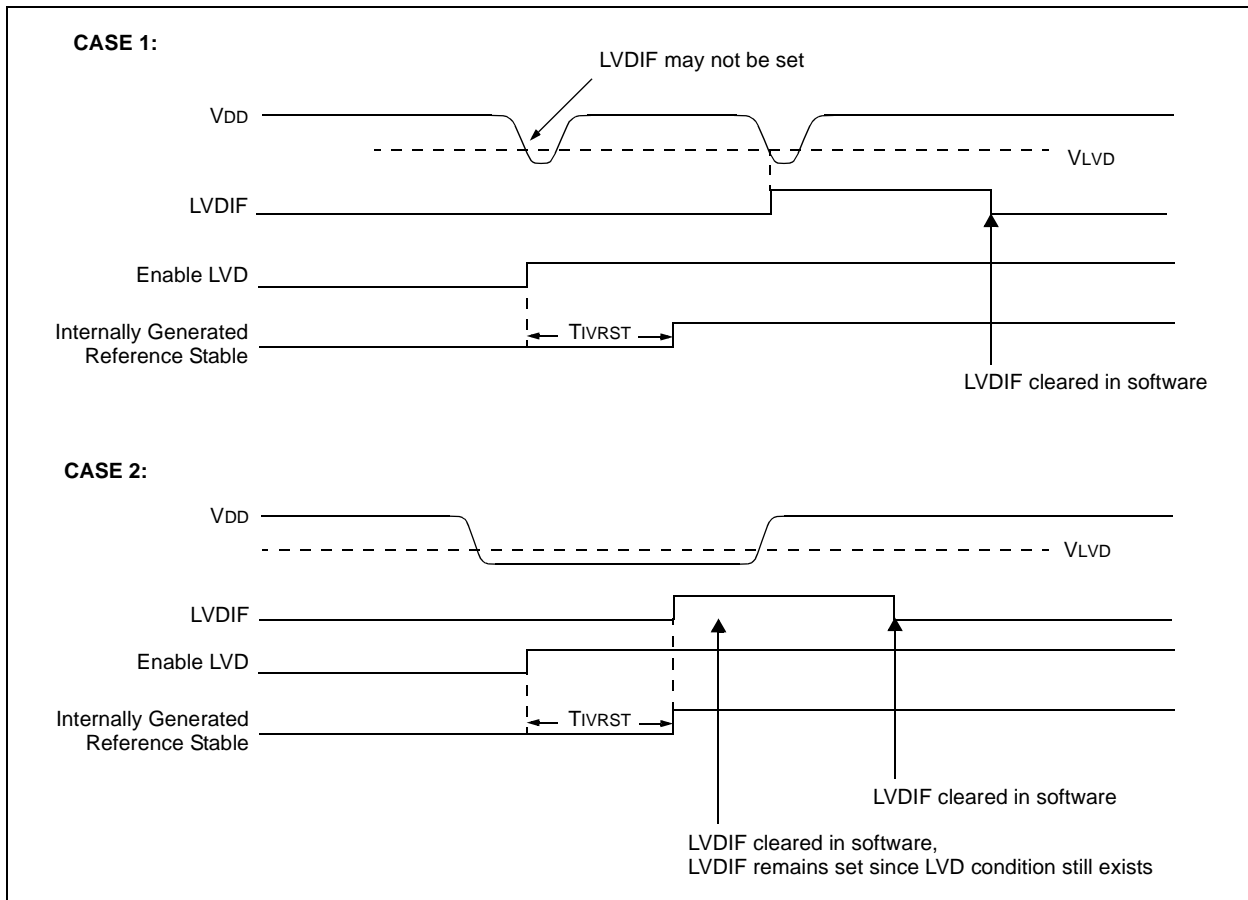 CASE 1:
LVDIF may not be set
VDD
VLVD
LVDIF
Enable LVD
TIVRST
Internally Generated
Reference Stable
LVDIF cleared in software
CASE 2:
VDD
VLVD
LVDIF
Enable LVD
TIVRST
Internally Generated
Reference Stable
LVDIF cleared in software
LVDIF cleared in software,
LVDIF remains set since LVD condition still exists